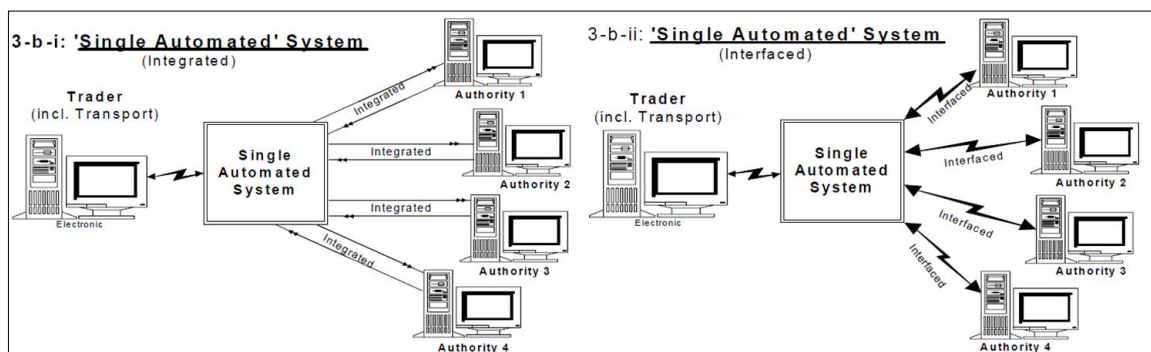 3-b-i: 'Single Automated' System
(Integrated)
Trader
(incl. Transport)
Electronic
Single
Automated
System
Integrated
Authority 1
Integrated
Authority 2
Integrated
Authority 3
Integrated
Authority 4
3-b-ii: 'Single Automated' System
(Interfaced)
Trader
(incl. Transport)
Electronic
Single
Automated
System
Interfaced
Authority 1
Interfaced
Authority 2
Interfaced
Authority 3
Interfaced
Authority 4